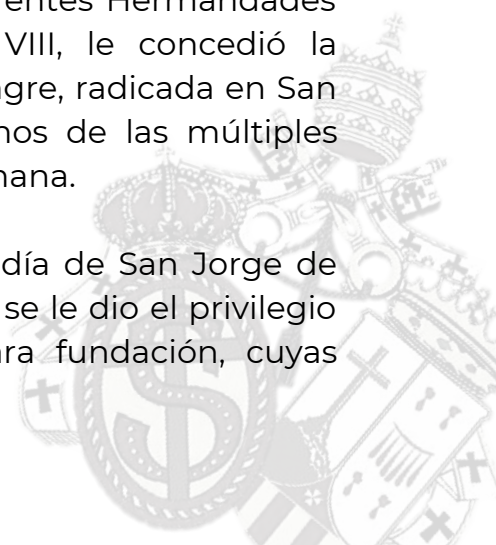 entes Hermandades
VIII, le concedió la
gre, radicada en San
nos de las múltiples
nana.
día de San Jorge de
se le dio el privilegio
ra fundación, cuyas